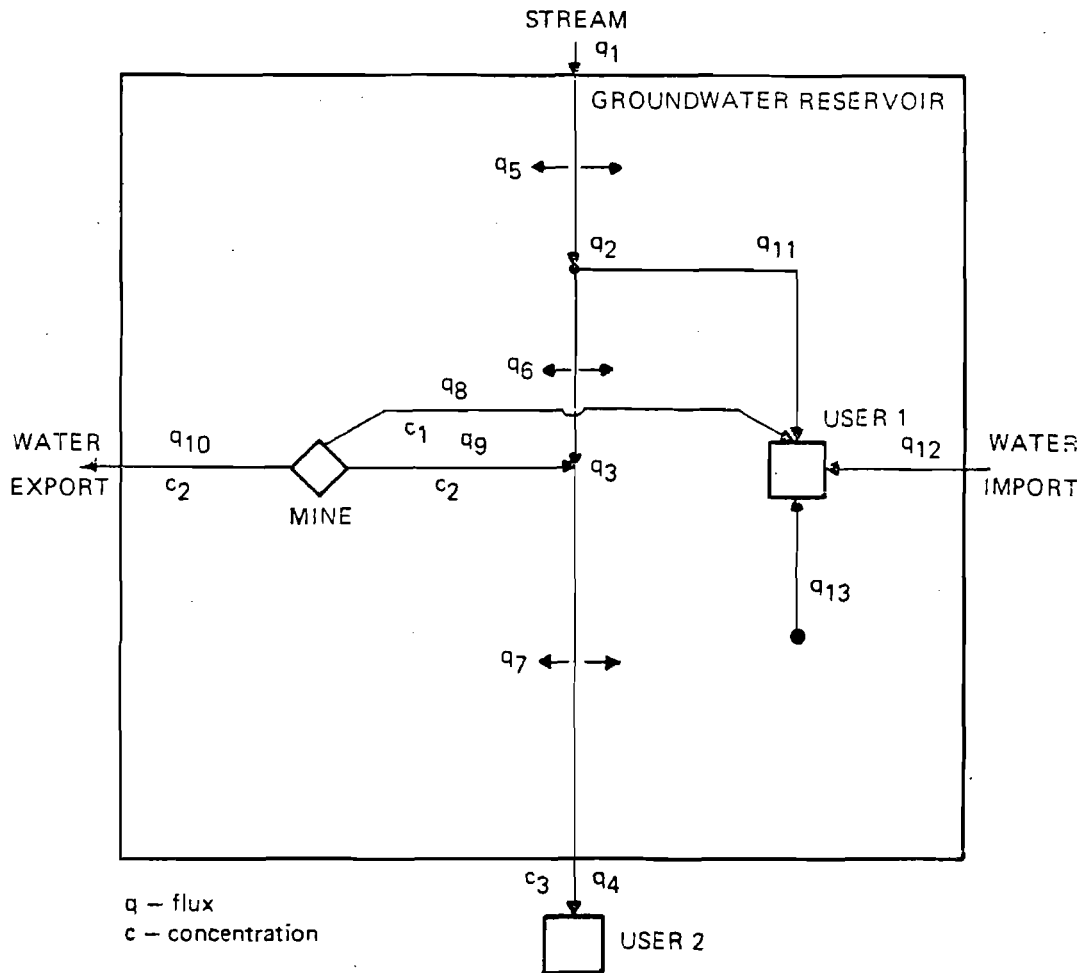 STREAM
q1
GROUNDWATER RESERVOIR
q5
q2
q11
q6
q8
USER 1
c1
q9
WATER EXPORT
q10
c2
c2
q3
q12
WATER IMPORT
MINE
q13
q7
c3
q4
q – flux
c – concentration
USER 2